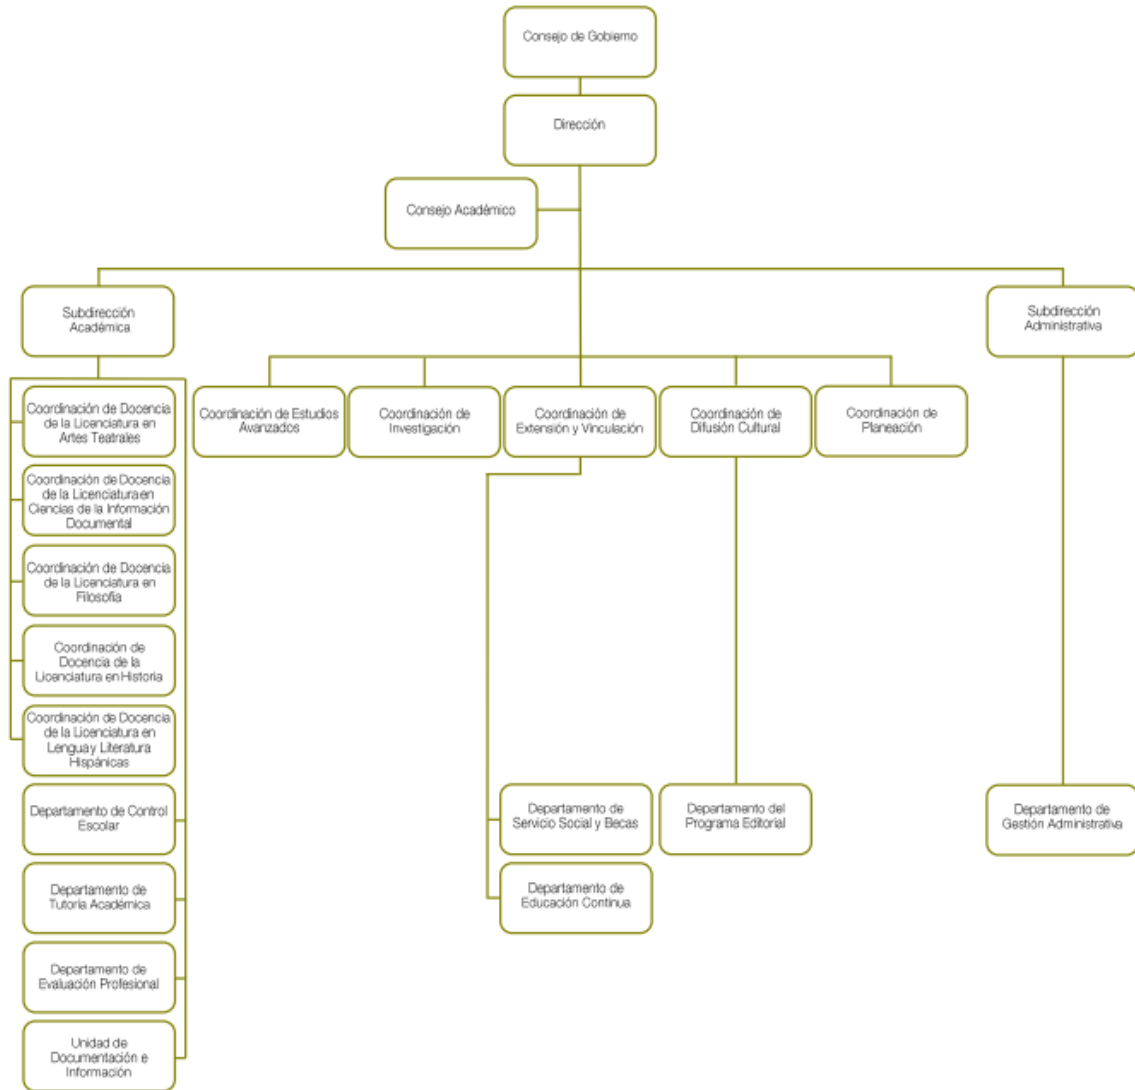 Consejo de Gobierno
Dirección
Consejo Académico
Subdirección
Académica
Subdirección
Administrativa
Coordinación de Estudios
Avanzados
Coordinación de
Investigación
Coordinación de
Extensión y Vinculación
Coordinación de
Difusión Cultural
Coordinación de
Planeación
Coordinación de Docencia
de la Licenciatura en
Artes Teatrales
Coordinación de Docencia
de la Licenciatura en
Ciencias de la Información
Documental
Coordinación de Docencia
de la Licenciatura en
Filosofía
Coordinación de
Docencia de la
Licenciatura en Historia
Coordinación de Docencia
de la Licenciatura en
Lengua y Literatura
Hispánicas
Departamento de Control
Escolar
Departamento de
Tutoría Académica
Departamento de
Evaluación Profesional
Unidad de
Documentación e
Información
Departamento de
Servicio Social y Becas
Departamento de
Educación Continua
Departamento del
Programa Editorial
Departamento de
Gestión Administrativa